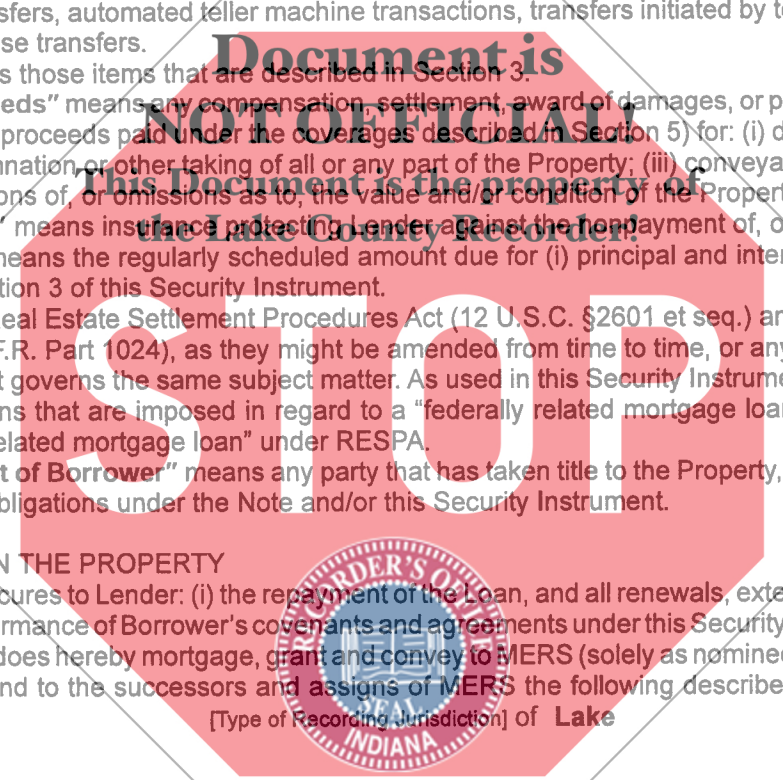 sfers, automated teller machine transactions, transfers initiated by t
se transfers.
Document is
s those items that are described in Section 3.
eds” means any compensation, settlement, award of damages, or p
NOT OFFICIAL!
proceeds paid under the coverages described in Section 5) for: (i) d
nnation or other taking of all or any part of the Property; (iii) conveya
This Document is the property of
ons of, or omissions as to, the value and/or condition of the Propert
” means insurance protecting Lender against the nonpayment of, o
the Lake County Recorder!
eans the regularly scheduled amount due for (i) principal and inter
tion 3 of this Security Instrument.
eal Estate Settlement Procedures Act (12 U.S.C. §2601 et seq.) an
F.R. Part 1024), as they might be amended from time to time, or any
t governs the same subject matter. As used in this Security Instrume
ns that are imposed in regard to a “federally related mortgage loan
elated mortgage loan” under RESPA.
STOP
t of Borrower” means any party that has taken title to the Property,
bligations under the Note and/or this Security Instrument.
N THE PROPERTY
cures to Lender: (i) the repayment of the Loan, and all renewals, exte
ormance of Borrower's covenants and agreements under this Security
does hereby mortgage, grant and convey to MERS (solely as nominee
nd to the successors and assigns of MERS the following describe
[Type of Recording Jurisdiction] of Lake
RECORDER'S OFFICE
SEAL
INDIANA